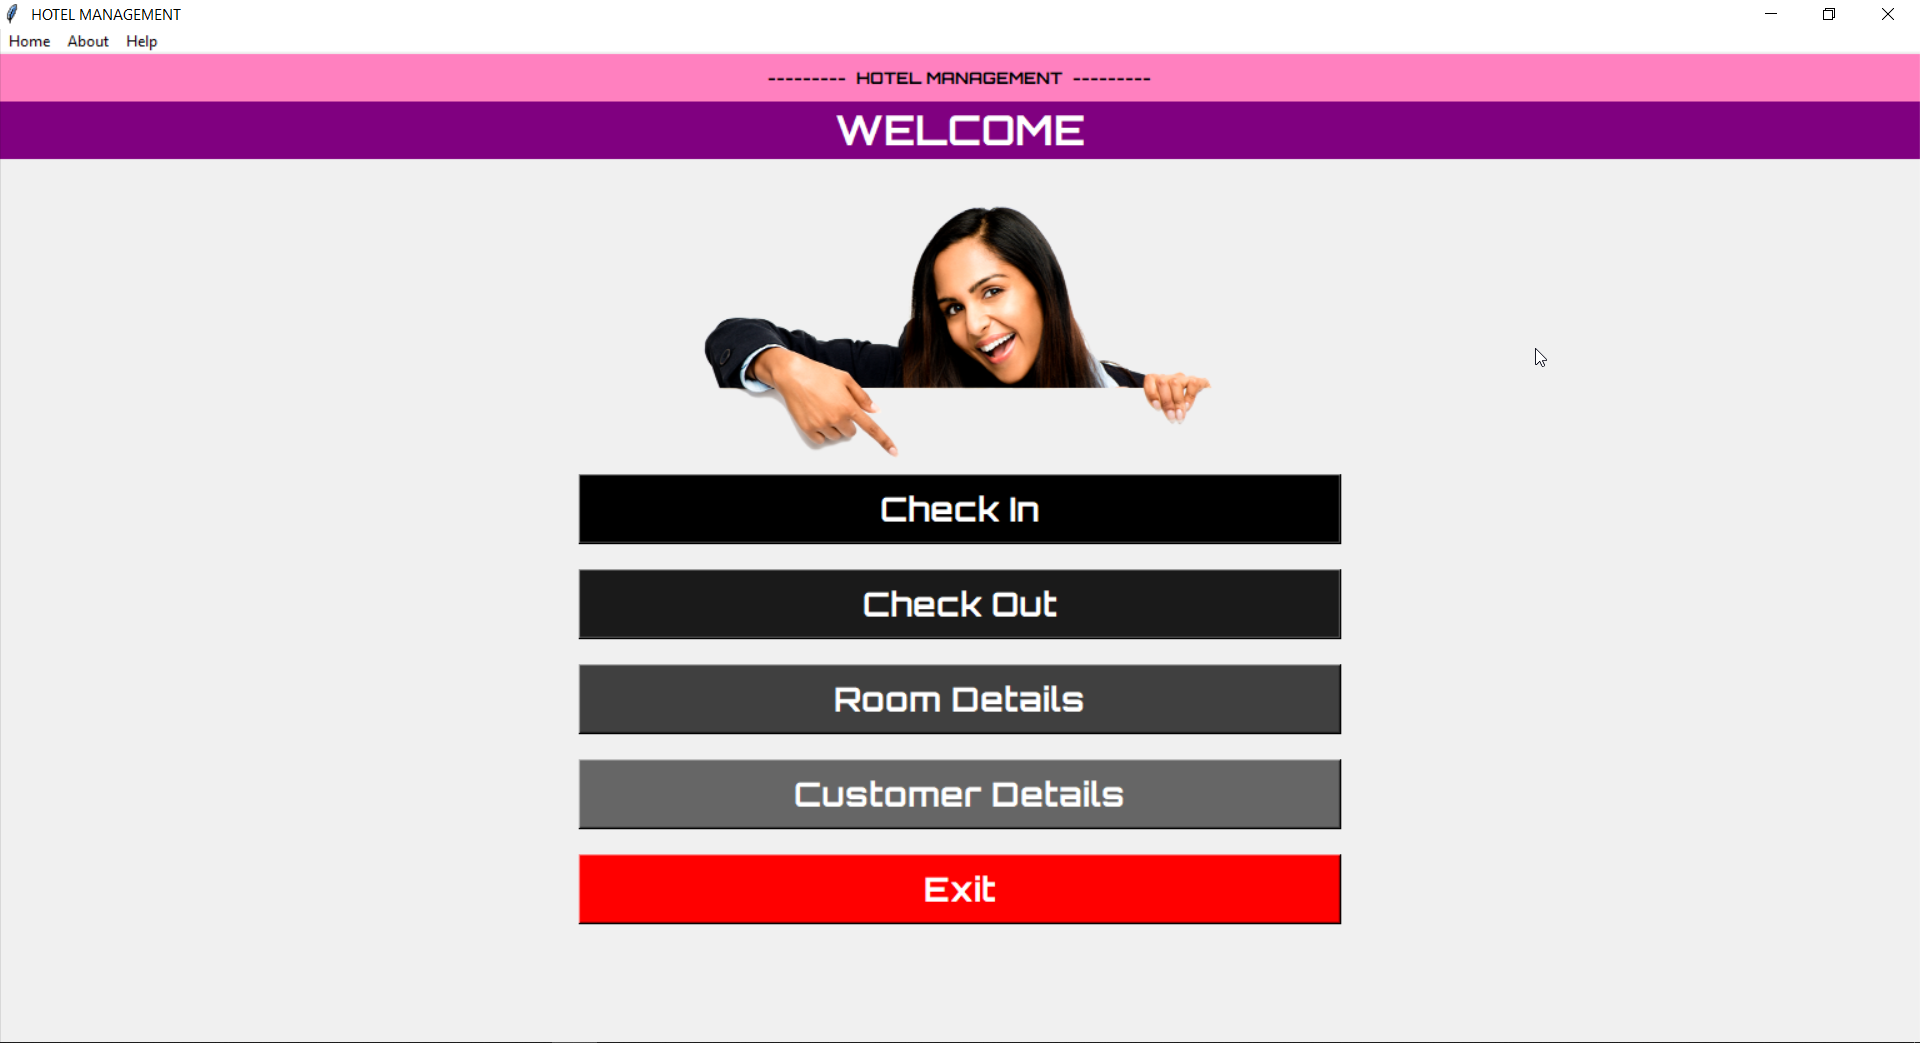 HOTEL MANAGEMENT
Home About Help
--------- HOTEL MANAGEMENT ---------
WELCOME
Check In
Check Out
Room Details
Customer Details
Exit